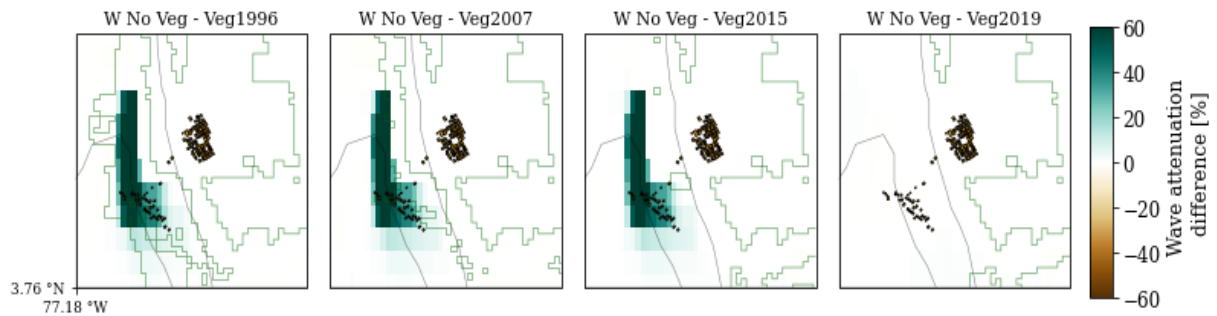 W No Veg - Veg1996
W No Veg - Veg2007
W No Veg - Veg2015
W No Veg - Veg2019
60
40
20
0
−20
−40
−60
Wave attenuation
difference [%]
3.76 °N
77.18 °W